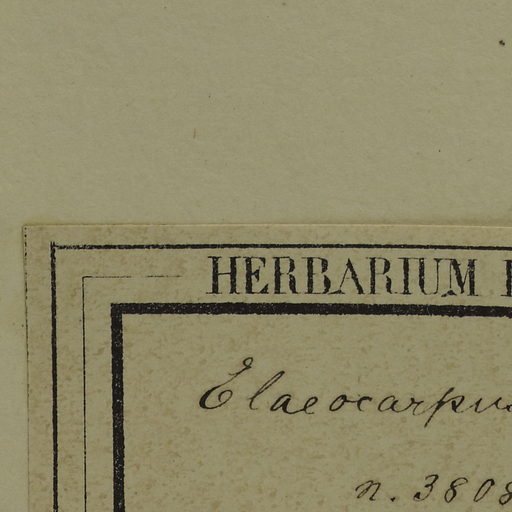 HERBARIUM
Elaeocarpus
n. 3808